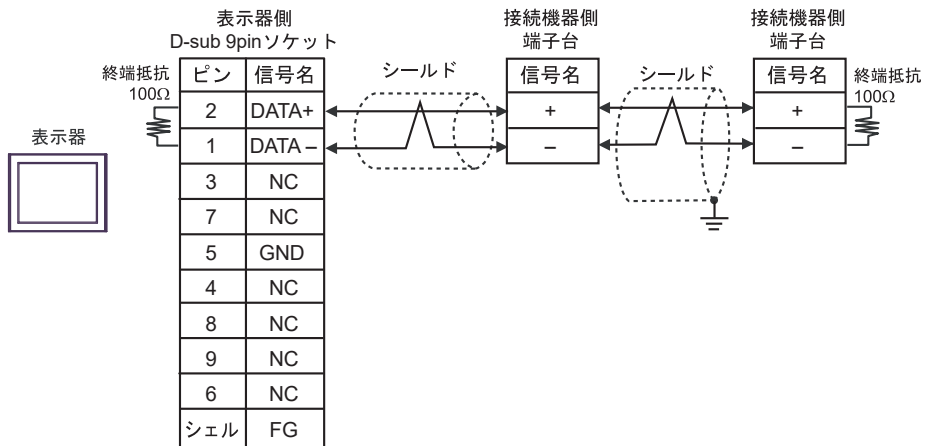 表示器側
D-sub 9pinソケット
接続機器側
端子台
接続機器側
端子台
終端抵抗
100Ω
ピン 信号名
シールド
信号名
シールド
信号名
終端抵抗
100Ω
2 DATA+
+
+
表示器
1 DATA−
−
−
3 NC
7 NC
5 GND
4 NC
8 NC
9 NC
6 NC
シェル FG